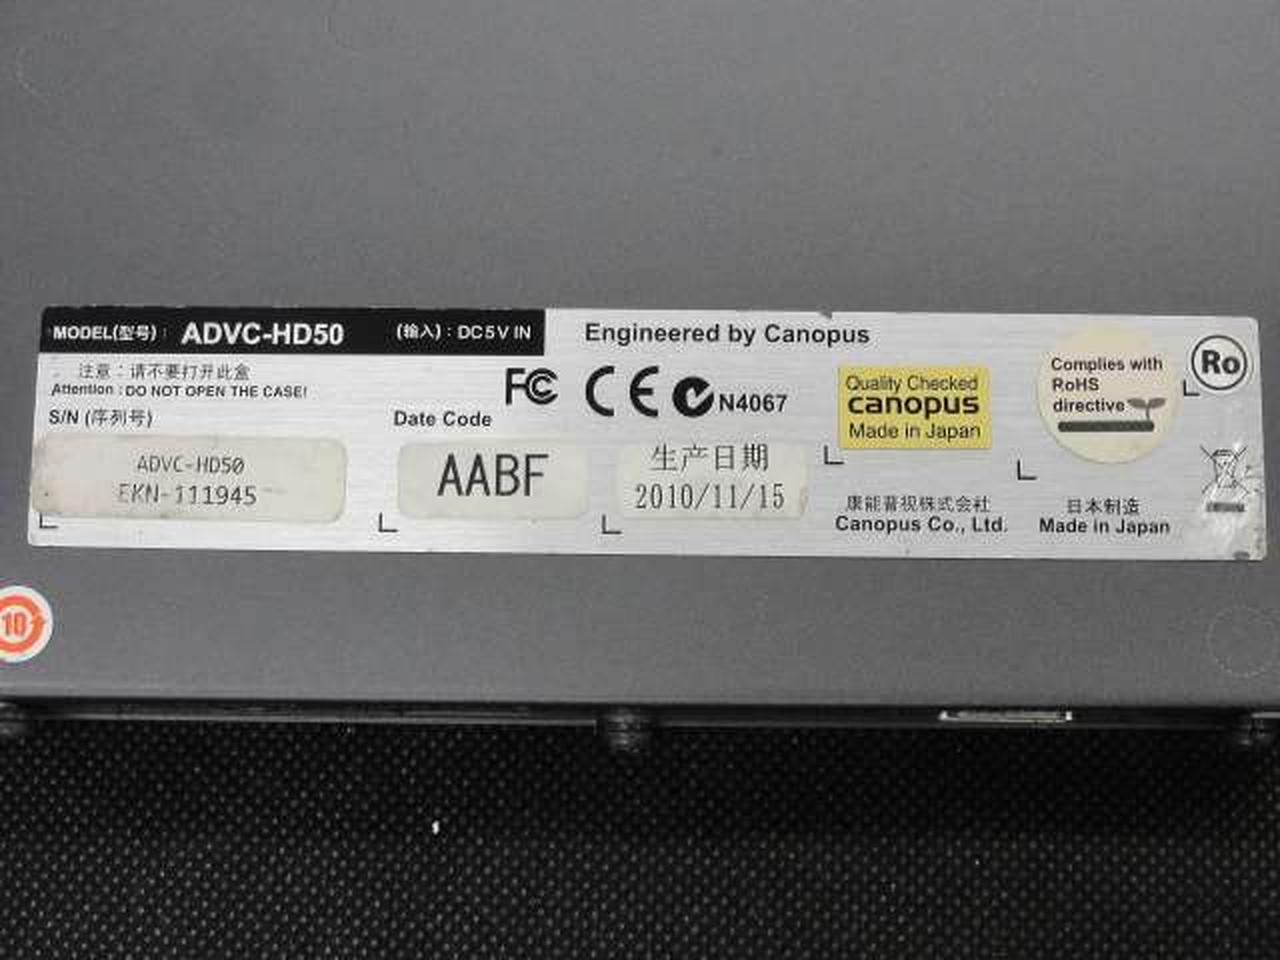 MODEL(型号): ADVC-HD50 (输入): DC5V IN
Engineered by Canopus
注意:请不要打开此盒
Attention : DO NOT OPEN THE CASE!
S/N (序列号)
ADVC-HD50
EKN-111945
Date Code
AABF
FC CE N4067
生产日期
2010/11/15
Quality Checked
canopus
Made in Japan
康能普视株式会社
Canopus Co., Ltd.
Complies with
RoHS
directive
日本制造
Made in Japan
Ro
10